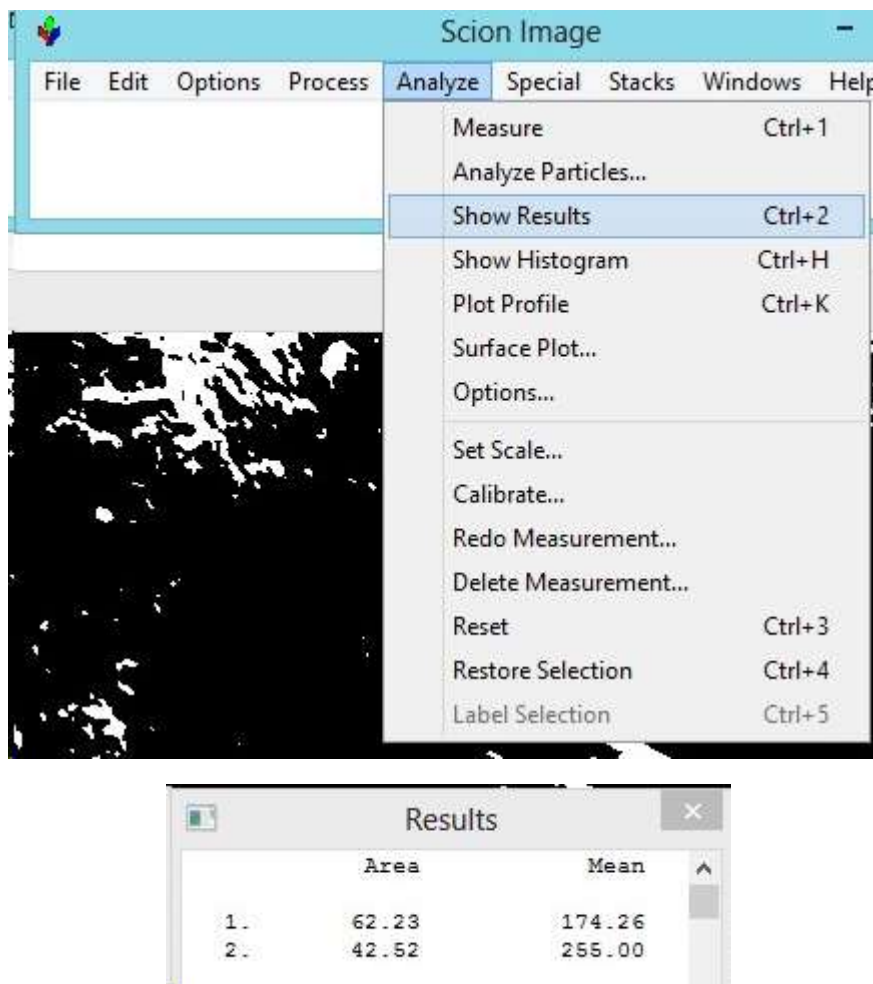 Scion Image
File Edit Options Process Analyze Special Stacks Windows Help
Measure Ctrl+1
Analyze Particles...
Show Results Ctrl+2
Show Histogram Ctrl+H
Plot Profile Ctrl+K
Surface Plot...
Options...
Set Scale...
Calibrate...
Redo Measurement...
Delete Measurement...
Reset Ctrl+3
Restore Selection Ctrl+4
Label Selection Ctrl+5
Results
Area Mean
1. 62.23 174.26
2. 42.52 255.00